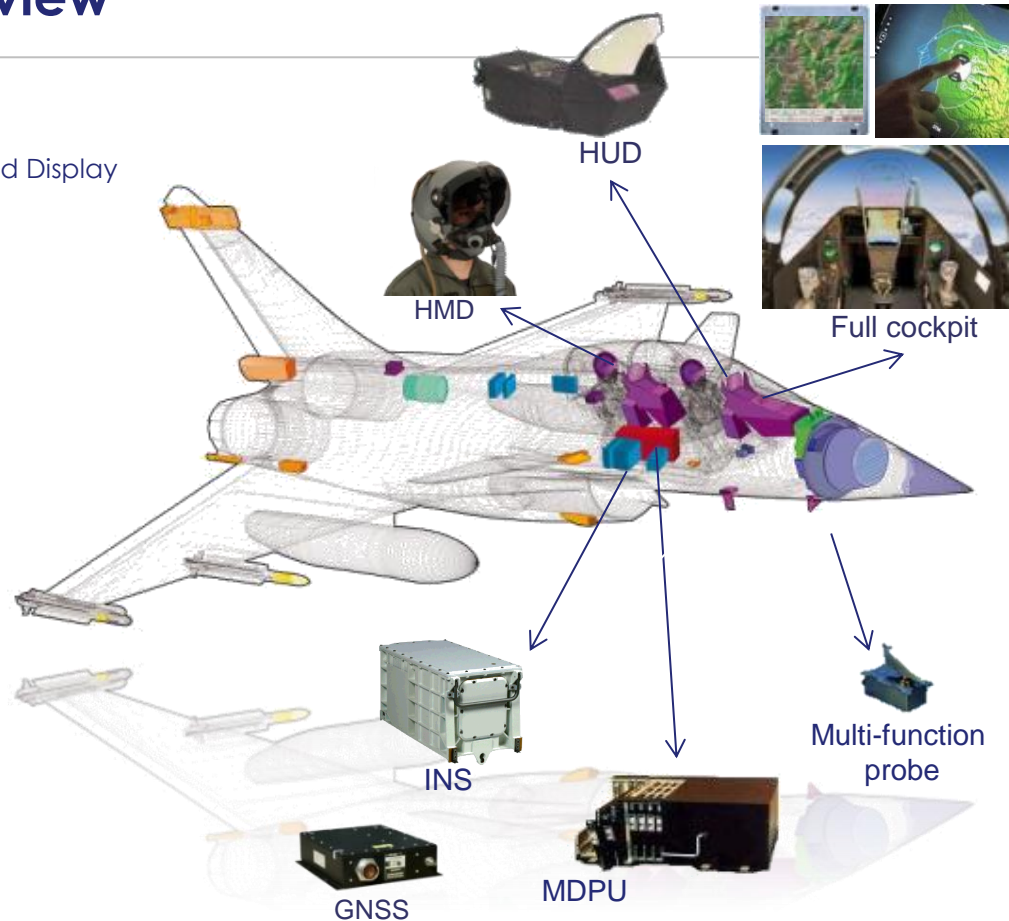 view
d Display
HUD
HMD
Full cockpit
INS
Multi-function
probe
MDPU
GNSS